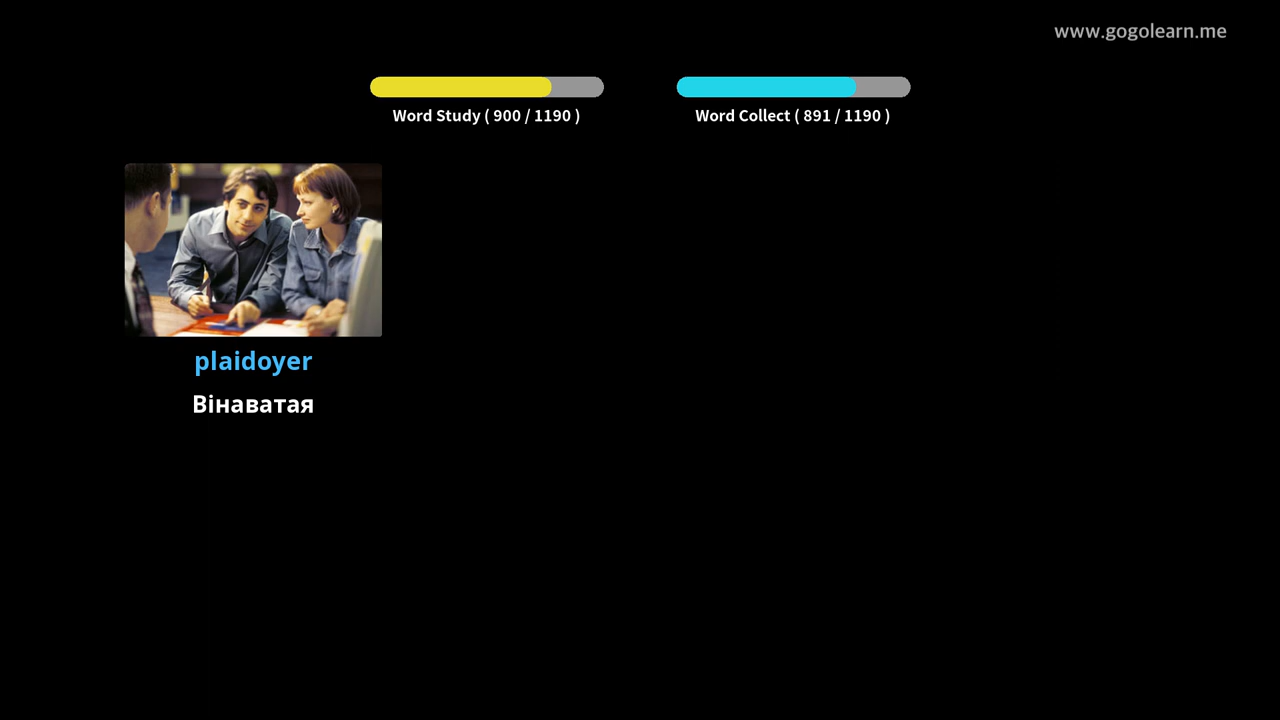 www.gogolearn.me
Word Study ( 900 / 1190 )
Word Collect ( 891 / 1190 )
plaidoyer
Вінаватая